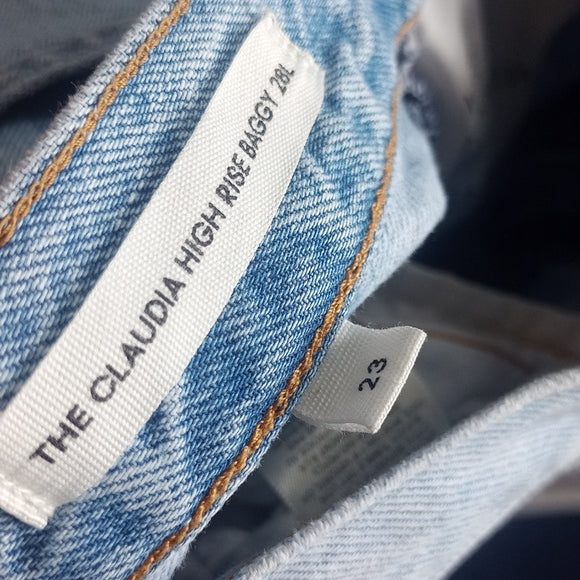 THE CLAUDIA HIGH RISE BAGGY 28L
23